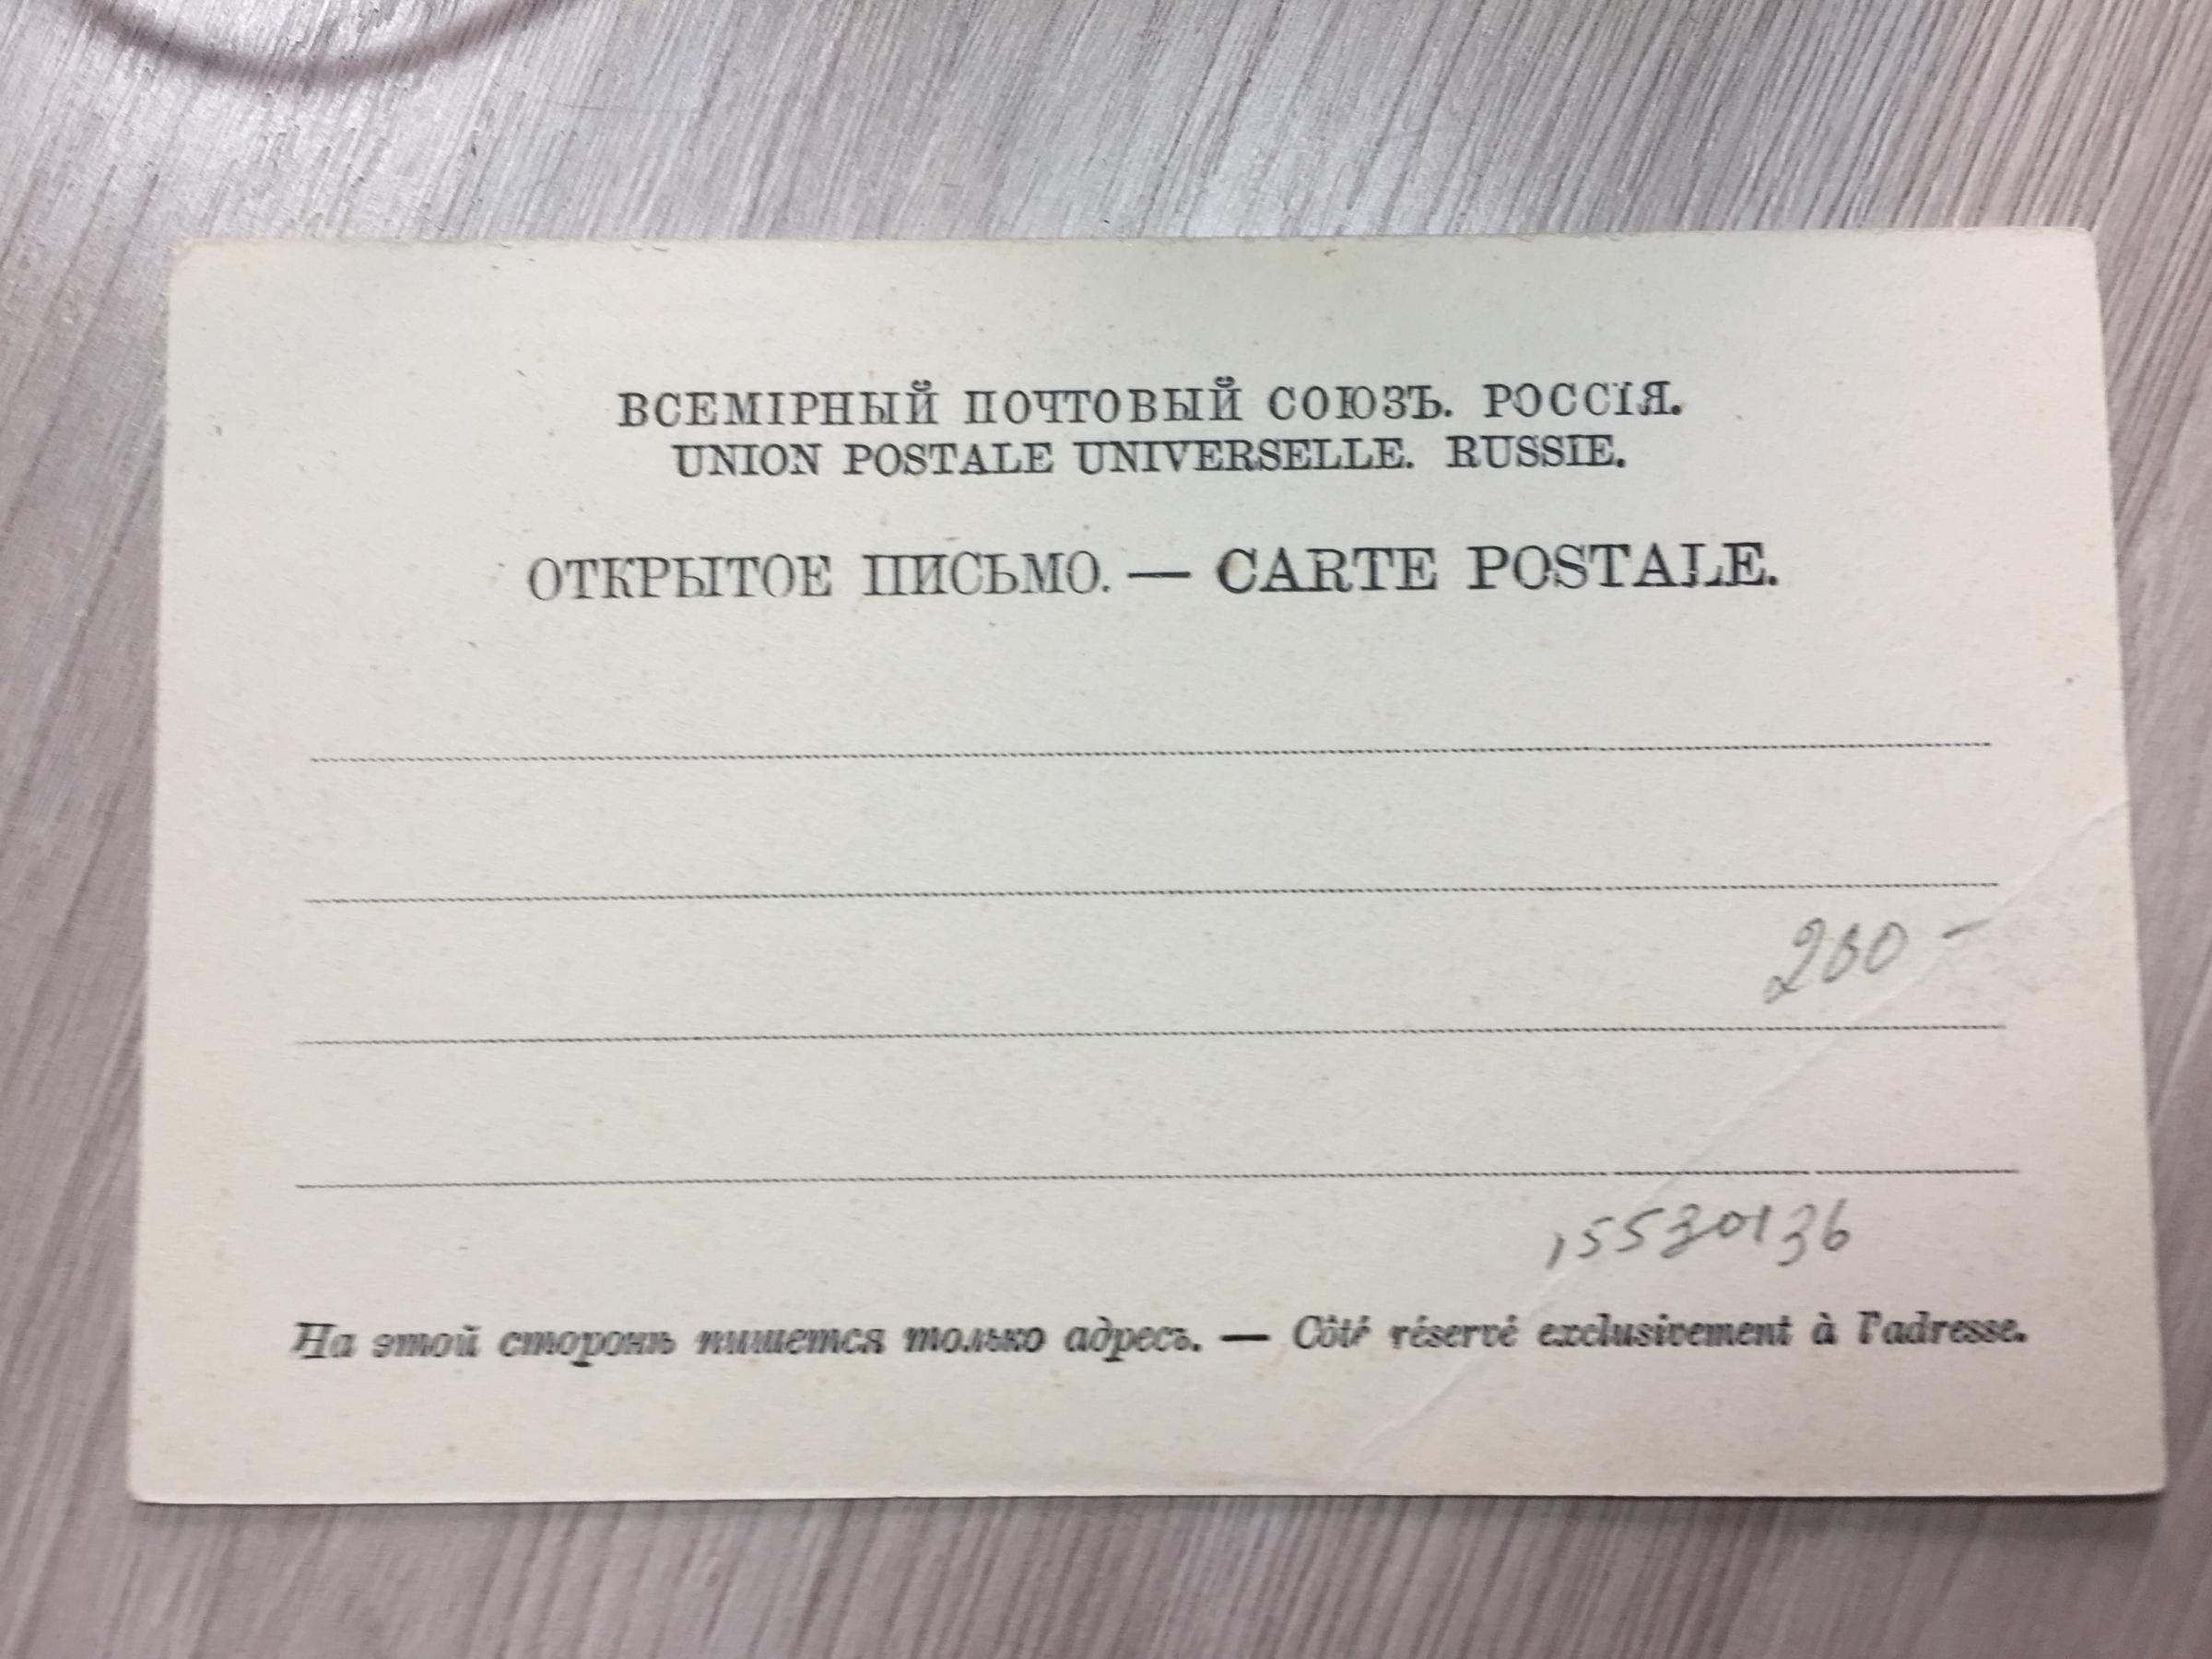 ВСЕМІРНЫЙ ПОЧТОВЫЙ СОЮЗЪ. РОССІЯ.
UNION POSTALE UNIVERSELLE. RUSSIE.
ОТКРЫТОЕ ПИСЬМО. — CARTE POSTALE.
200 -
15530136
На этой сторонѣ пишется только адресъ. — Côté réservé exclusivement à l'adresse.